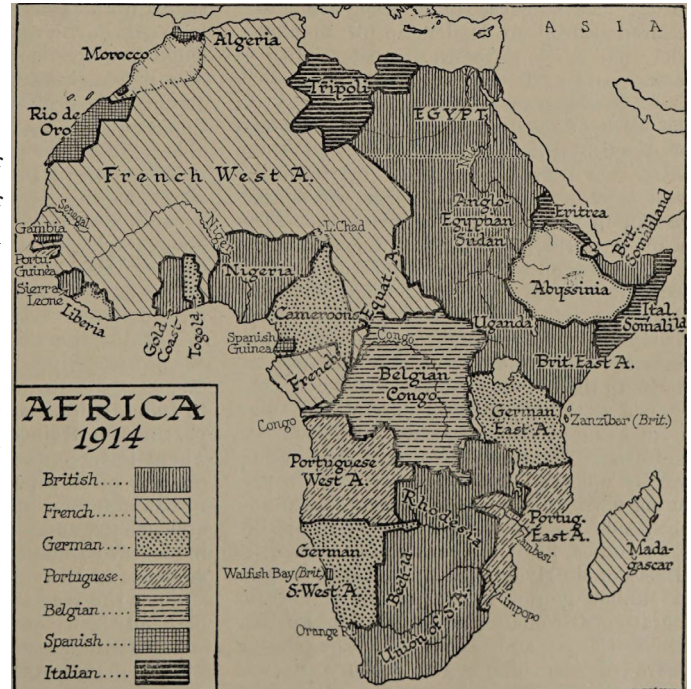 A S I A
Algeria
Morocco
Tripoli
EGYPT
Rio de
Oro
French West A.
Nile
Anglo-
Egyptian
Sudan
Eritrea
Brit.
Somaliland
Senegal
Gambia
Portu.
Guinea
Sierra
Leone
Liberia
Niger
L. Chad
Nigeria
Gold
Coast
Togold.
Cameroons
Spanish
Guinea
French
Equat. A.
Abyssinia
Ital.
Somalild
Uganda
Brit. East A.
Congo
Belgian
Congo
Congo
German
East A.
Zanzibar (Brit.)
Portuguese
West A.
Rhodesia
Portug.
East A.
Zambesi
Mada-
gascar
German
S. West A.
Walfish Bay (Brit.)
Bech.ld
Limpopo
Orange R.
Union of S. A.
AFRICA
1914
British.....
French.....
German....
Portuguese.
Belgian.....
Spanish.....
Italian....